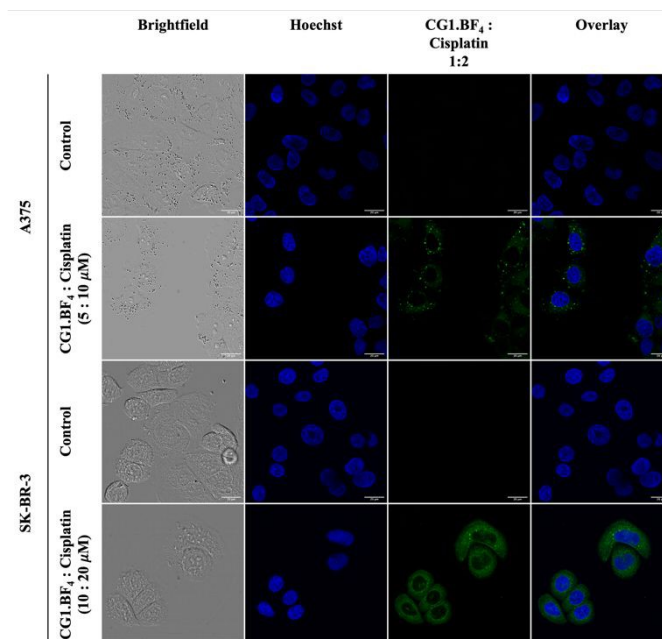 Brightfield
Hoechst
CG1.BF₄ :
Cisplatin
1:2
Overlay
A375
Control
CG1.BF₄ : Cisplatin
(5 : 10 µM)
SK-BR-3
Control
CG1.BF₄ : Cisplatin
(10 : 20 µM)